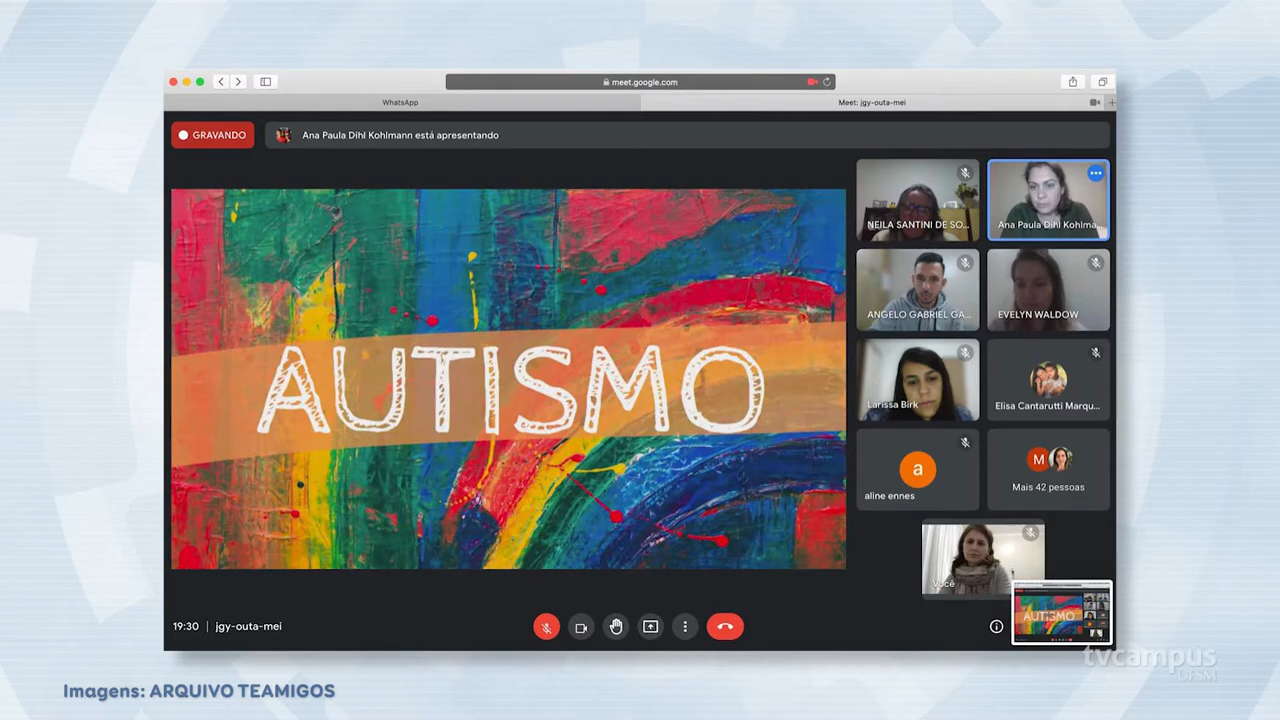 meet.google.com
WhatsApp
Meet: jgy-outa-mei
GRAVANDO
Ana Paula Dihl Kohlmann está apresentando
AUTISMO
NEILA SANTINI DE SO...
Ana Paula Dihl Kohlma...
ANGELO GABRIEL GA...
EVELYN WALDOW
Larissa Birk
Elisa Cantarutti Marqu...
a
aline ennes
M
Mais 42 pessoas
Você
19:30 | jgy-outa-mei
AUTISMO
tvcampus
UFSM
Imagens: ARQUIVO TEAMIGOS